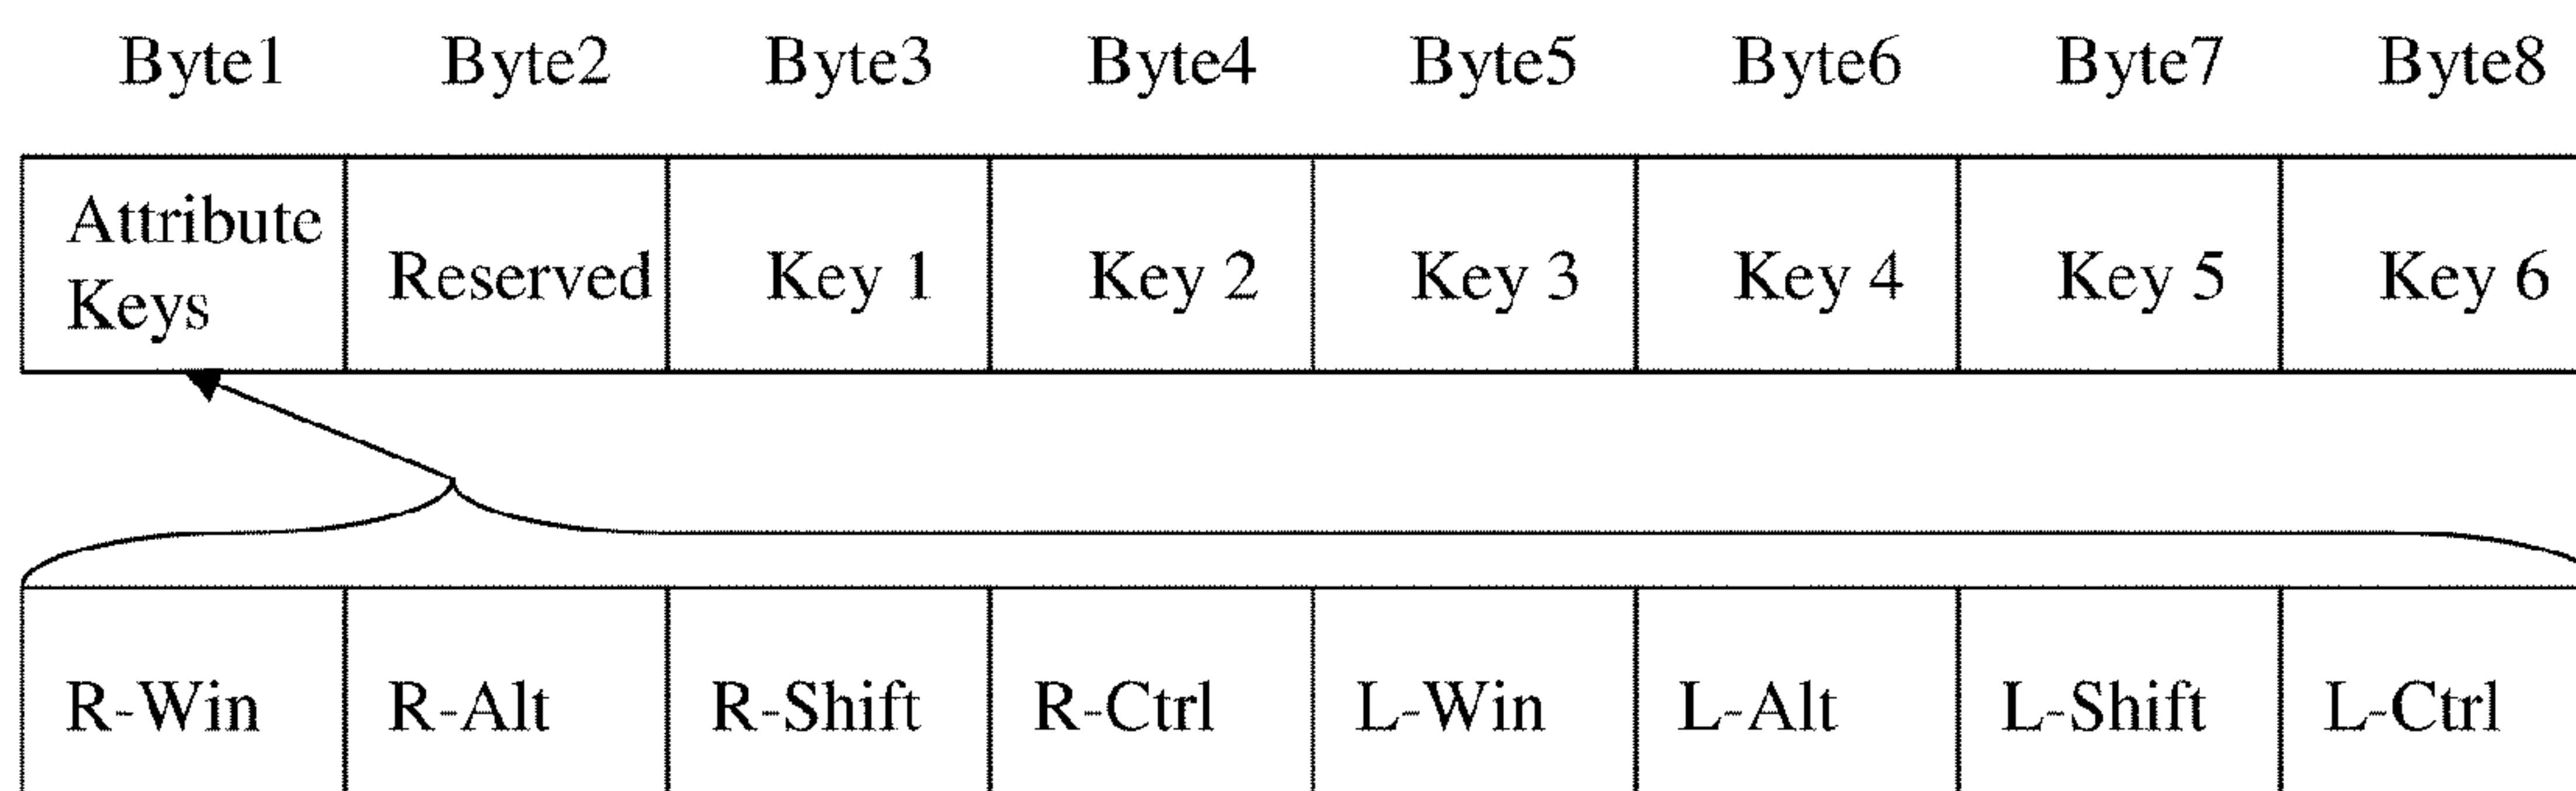 Byte1 Byte2 Byte3 Byte4 Byte5 Byte6 Byte7 Byte8
Attribute
Keys Reserved Key 1 Key 2 Key 3 Key 4 Key 5 Key 6
R-Win R-Alt R-Shift R-Ctrl L-Win L-Alt L-Shift L-Ctrl